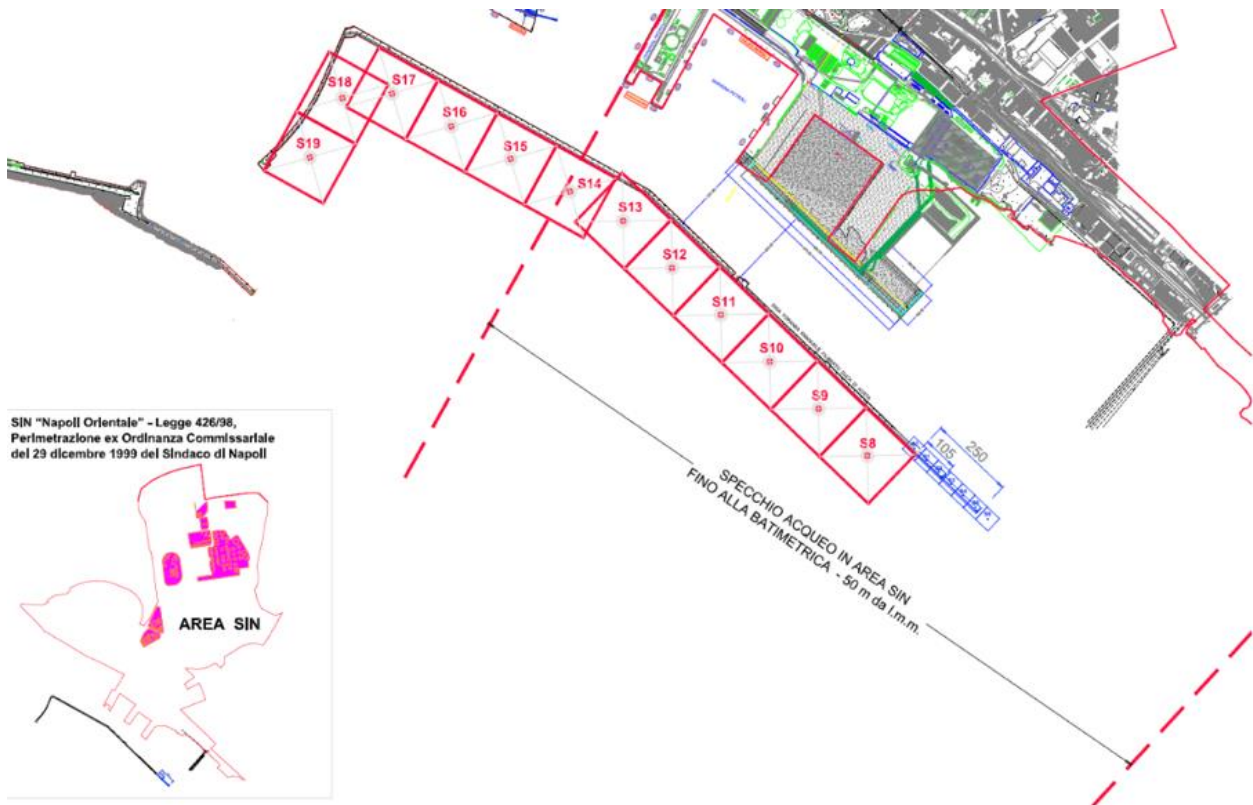 S18
S17
S16
S19
S15
S14
S13
S12
S11
S10
S9
S8
DARSENA PETROLI
105
250
SPECCHIO ACQUEO IN AREA SIN
FINO ALLA BATIMETRICA - 50 m da l.m.m.
SIN "Napoli Orientale" - Legge 426/98,
Perimetrazione ex Ordinanza Commissariale
del 29 dicembre 1999 del Sindaco di Napoli
AREA SIN